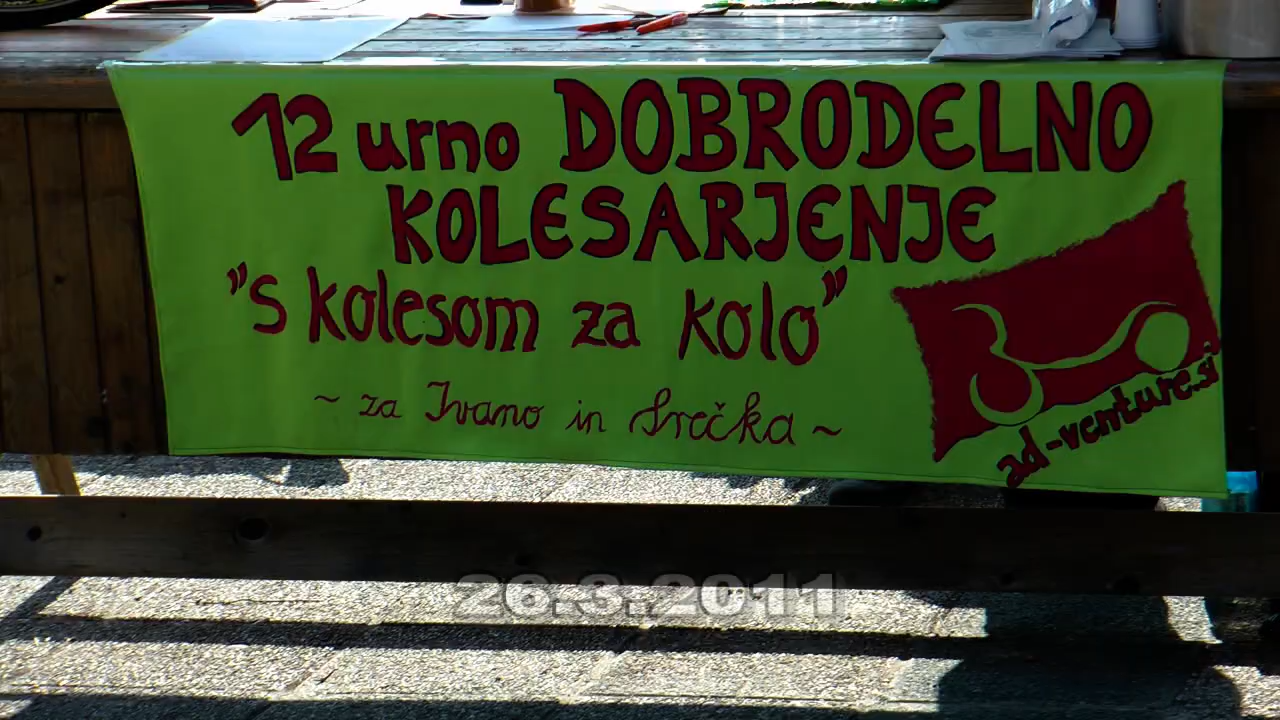 12 urno DOBRODELNO
KOLESARJENJE
"s kolesom za kolo"
~ za Ivano in Srečka ~
ad-venture.si
26.3.2011